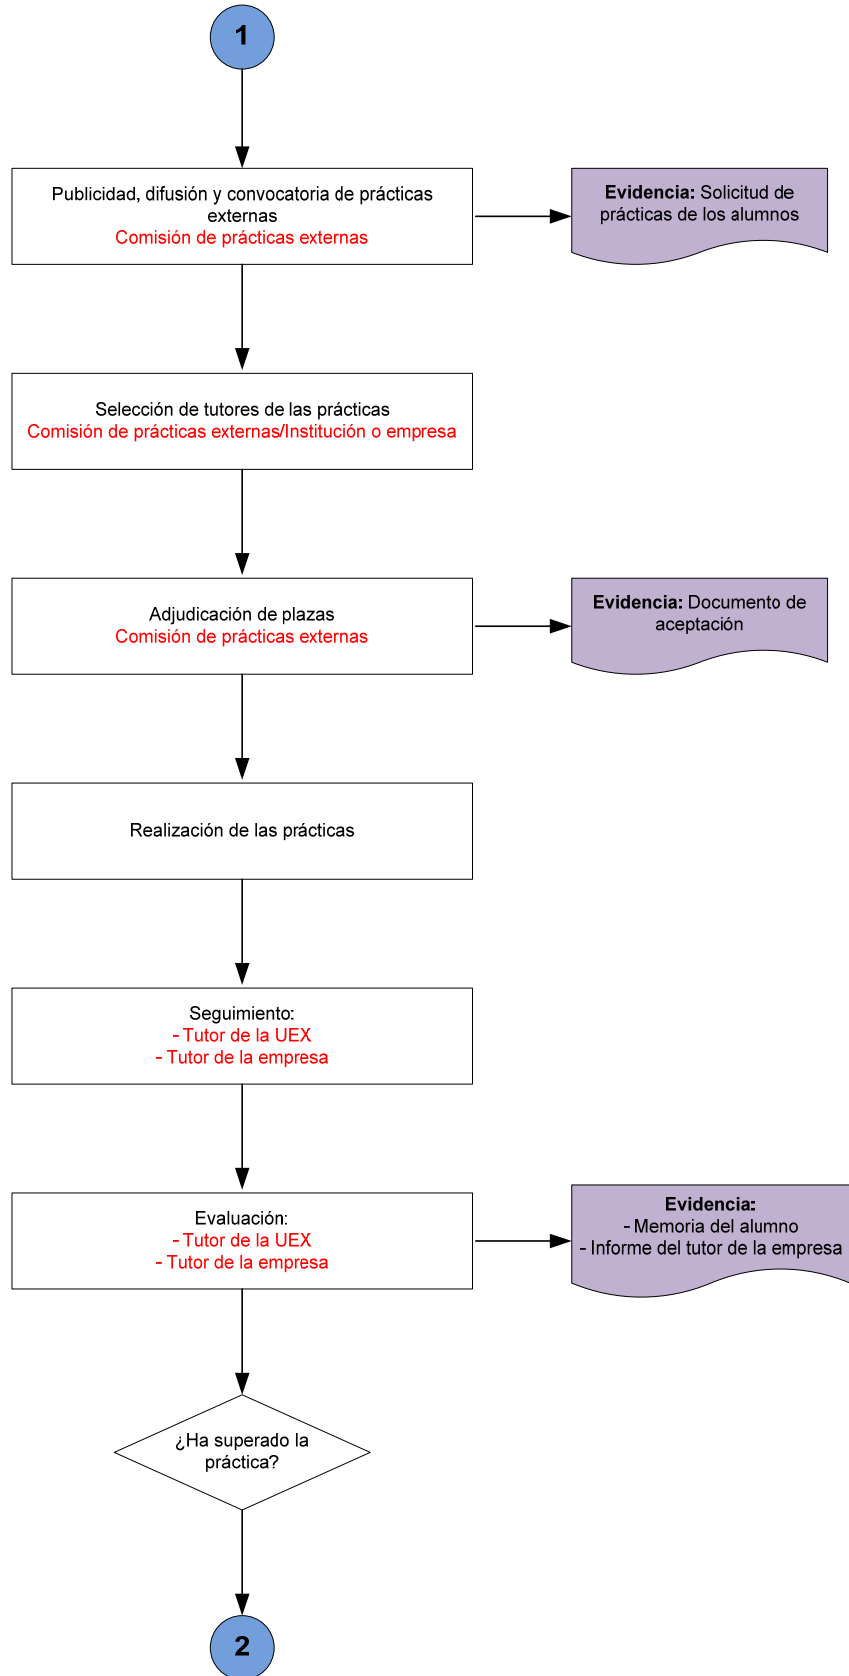 1
Publicidad, difusión y convocatoria de prácticas
externas
Comisión de prácticas externas
Evidencia: Solicitud de
prácticas de los alumnos
Selección de tutores de las prácticas
Comisión de prácticas externas/Institución o empresa
Adjudicación de plazas
Comisión de prácticas externas
Evidencia: Documento de
aceptación
Realización de las prácticas
Seguimiento:
- Tutor de la UEX
- Tutor de la empresa
Evaluación:
- Tutor de la UEX
- Tutor de la empresa
Evidencia:
- Memoria del alumno
- Informe del tutor de la empresa
¿Ha superado la
práctica?
2